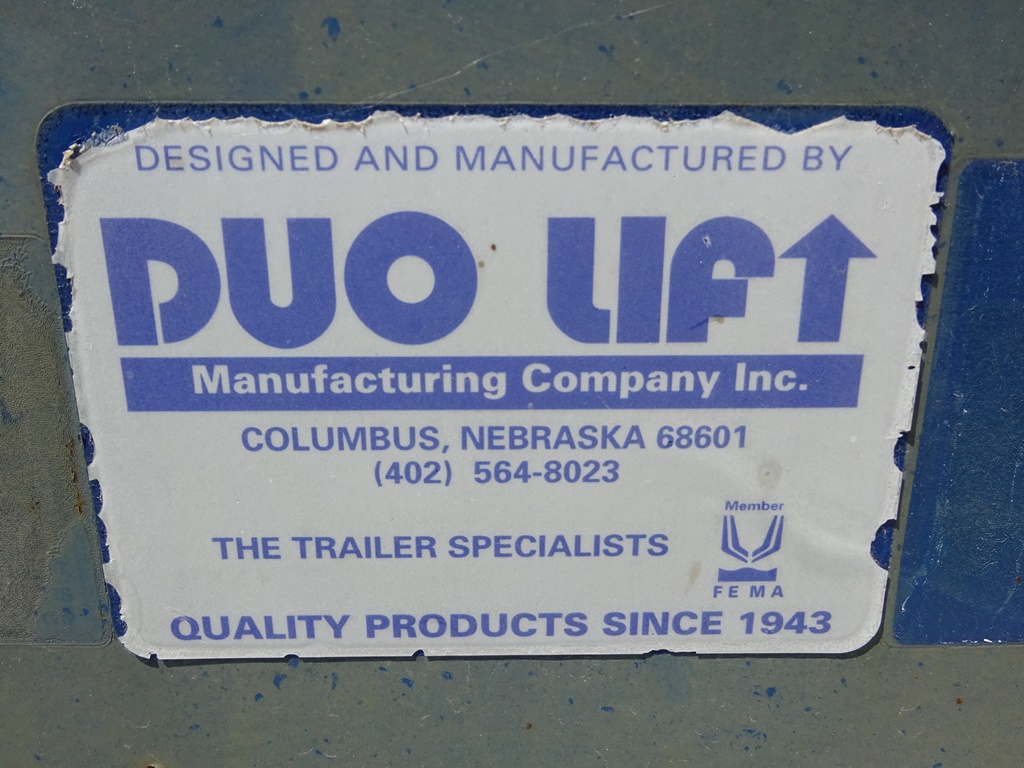 DESIGNED AND MANUFACTURED BY
DUO LIFT
Manufacturing Company Inc.
COLUMBUS, NEBRASKA 68601
(402) 564-8023
THE TRAILER SPECIALISTS
Member
FEMA
QUALITY PRODUCTS SINCE 1943